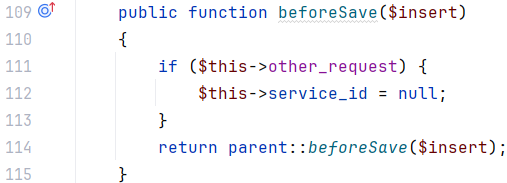 109 public function beforeSave($insert)
110 {
111 if ($this->other_request) {
112 $this->service_id = null;
113 }
114 return parent::beforeSave($insert);
115 }